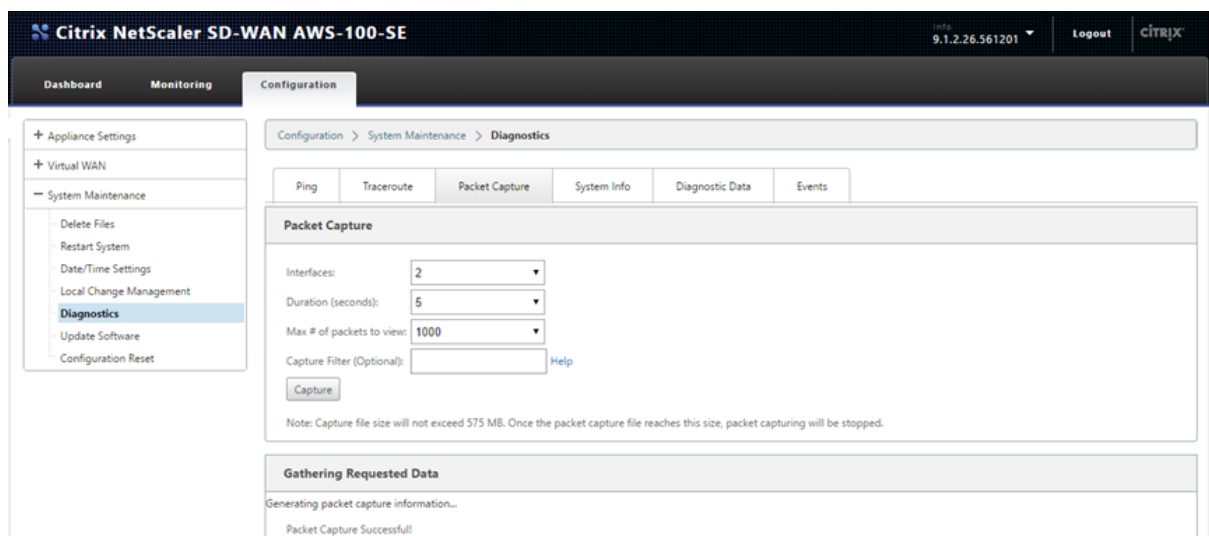 Citrix NetScaler SD-WAN AWS-100-SE
info
9.1.2.26.561201
Logout
CITRIX
Dashboard Monitoring Configuration
+ Appliance Settings
+ Virtual WAN
− System Maintenance
Delete Files
Restart System
Date/Time Settings
Local Change Management
Diagnostics
Update Software
Configuration Reset
Configuration > System Maintenance > Diagnostics
Ping Traceroute Packet Capture System Info Diagnostic Data Events
Packet Capture
Interfaces: 2
Duration (seconds): 5
Max # of packets to view: 1000
Capture Filter (Optional): Help
Capture
Note: Capture file size will not exceed 575 MB. Once the packet capture file reaches this size, packet capturing will be stopped.
Gathering Requested Data
Generating packet capture information...
Packet Capture Successful!